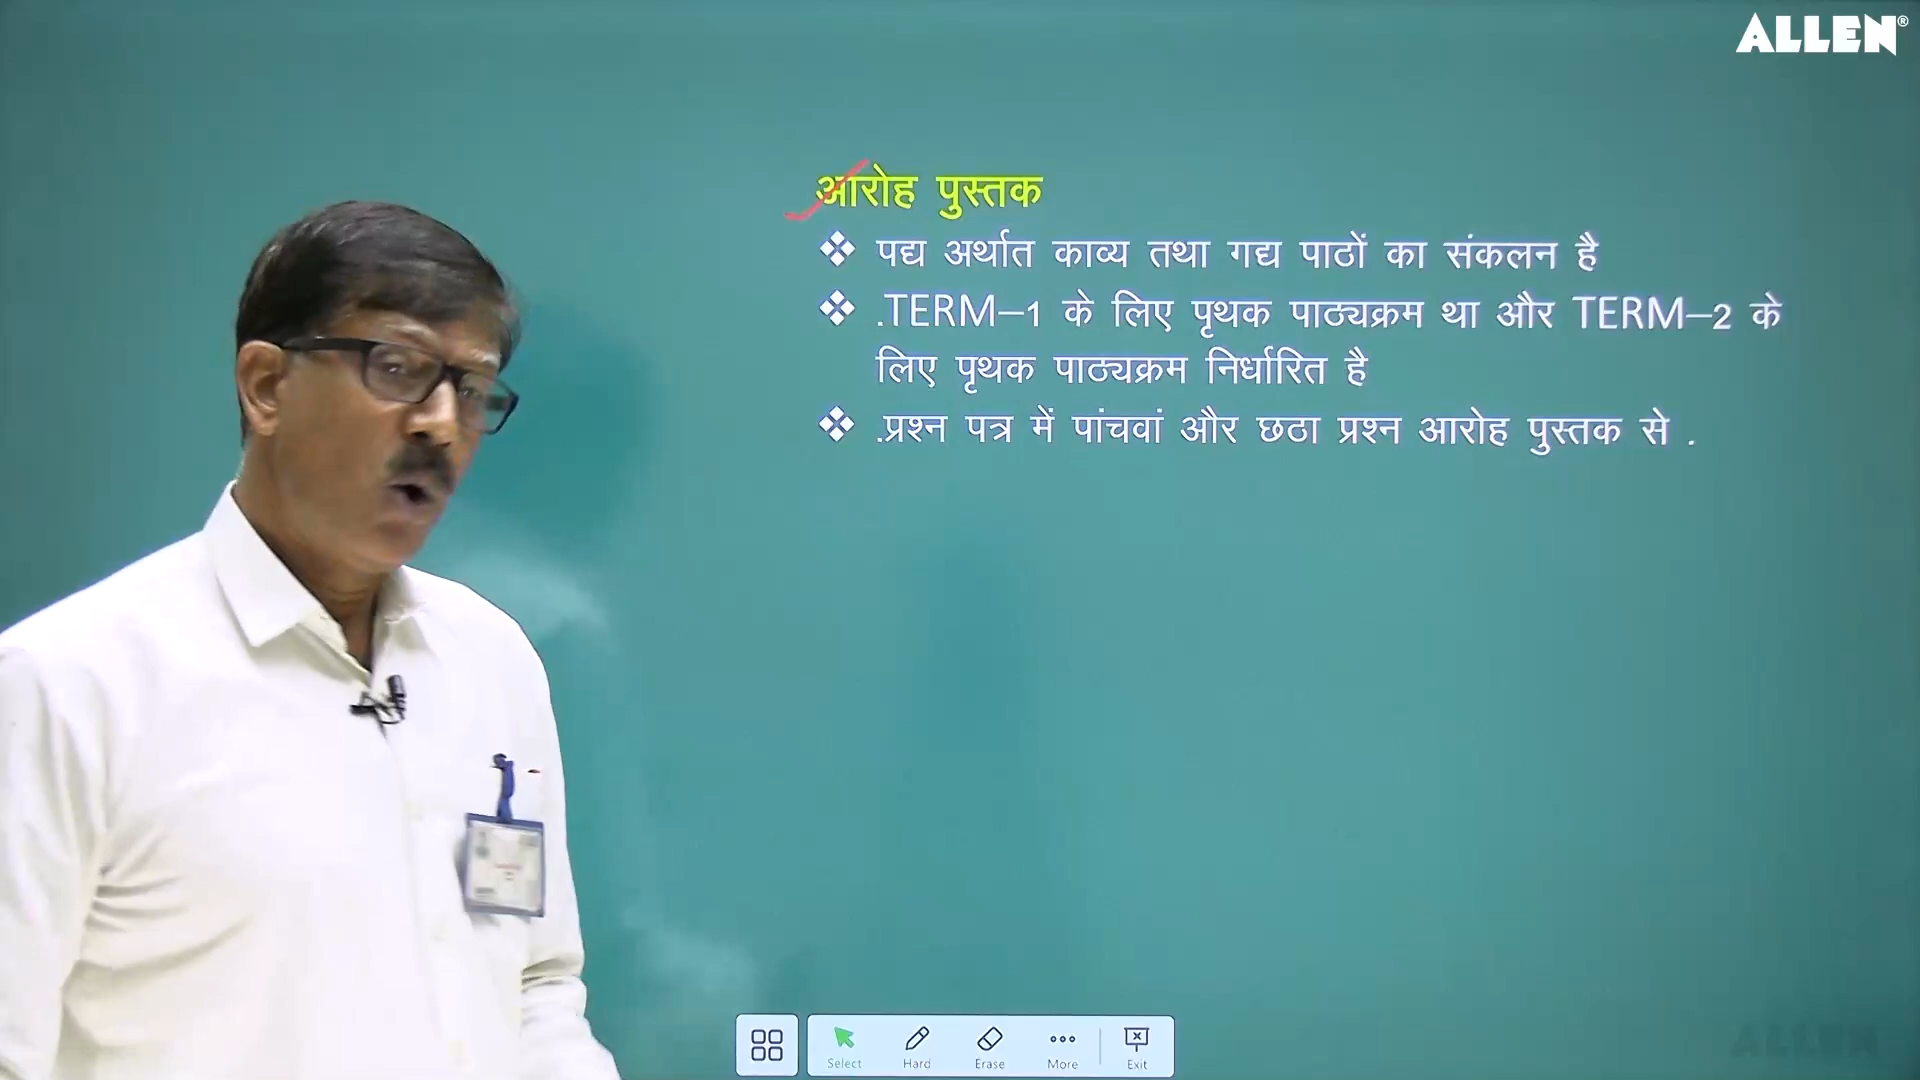 ALLEN®
आरोह पुस्तक
❖ पद्य अर्थात काव्य तथा गद्य पाठों का संकलन है
❖ .TERM–1 के लिए पृथक पाठ्यक्रम था और TERM–2 के
लिए पृथक पाठ्यक्रम निर्धारित है
❖ .प्रश्न पत्र में पांचवां और छठा प्रश्न आरोह पुस्तक से .
Select Hard Erase More Exit
ALLEN